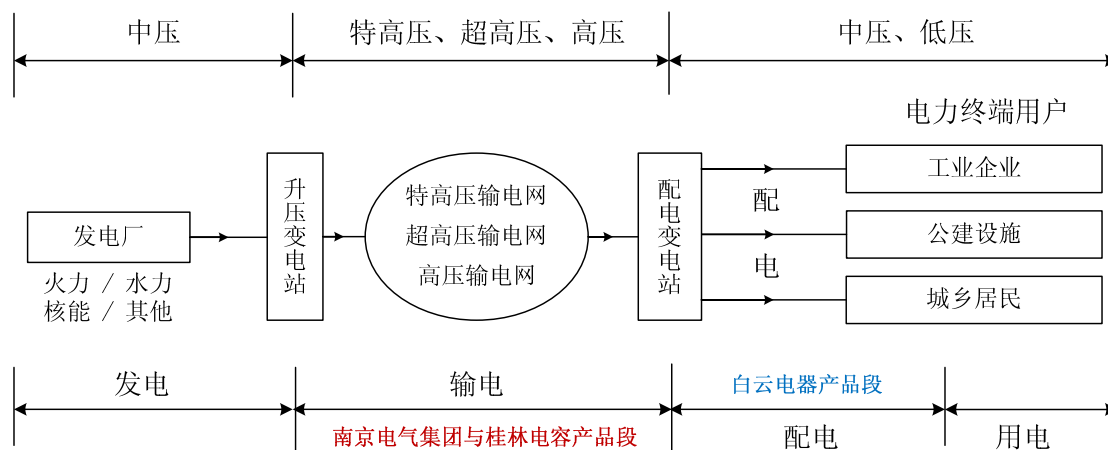 中压
特高压、超高压、高压
中压、低压
电力终端用户
发电厂
火力 / 水力
核能 / 其他
升压变电站
特高压输电网
超高压输电网
高压输电网
配电变电站
配电
工业企业
公建设施
城乡居民
发电
输电
南京电气集团与桂林电容产品段
白云电器产品段
配电
用电